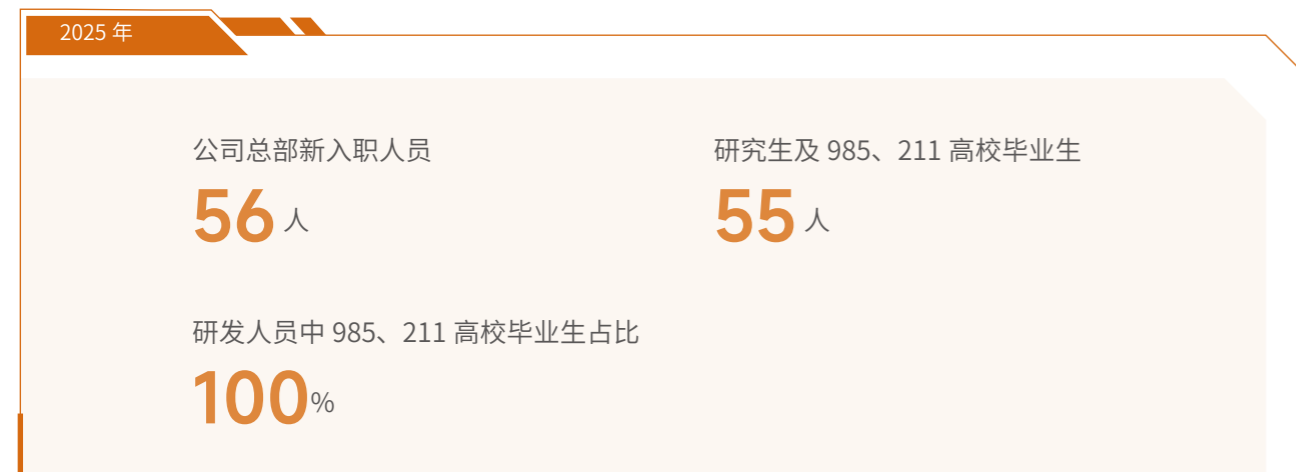 2025 年
公司总部新入职人员
56 人
研究生及 985、211 高校毕业生
55 人
研发人员中 985、211 高校毕业生占比
100%